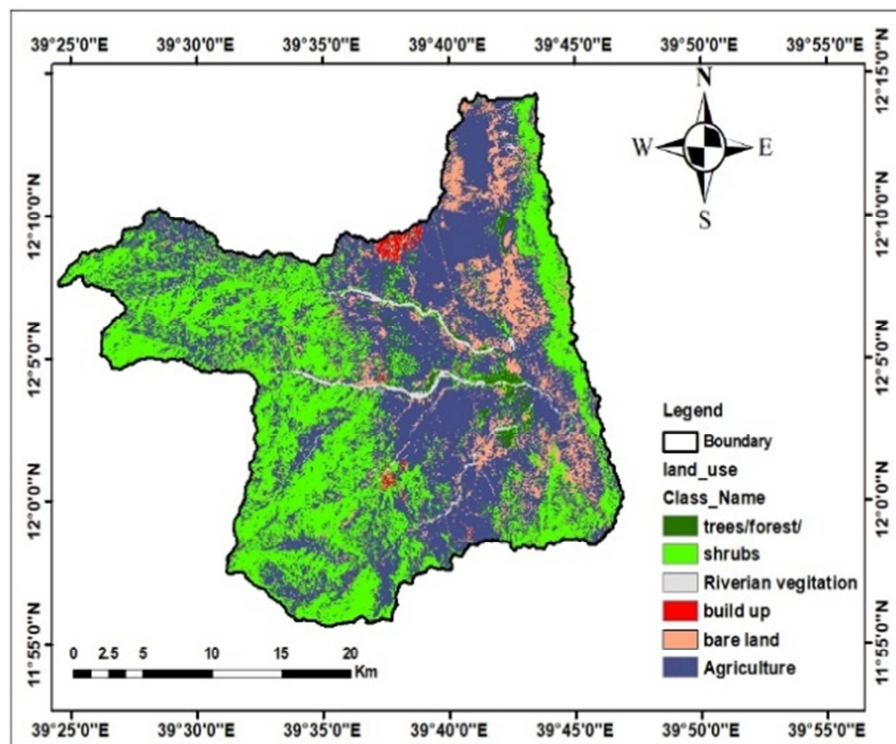 39°25'0"E 39°30'0"E 39°35'0"E 39°40'0"E 39°45'0"E 39°50'0"E 39°55'0"E
12°15'0"N
N
W E
S
12°10'0"N 12°10'0"N
12°5'0"N 12°5'0"N
Legend
Boundary
land_use
Class_Name
trees/forest/
shrubs
Riverian vegitation
build up
bare land
Agriculture
12°0'0"N 12°0'0"N
11°55'0"N 11°55'0"N
0 2.5 5 10 15 20
Km
39°25'0"E 39°30'0"E 39°35'0"E 39°40'0"E 39°45'0"E 39°50'0"E 39°55'0"E